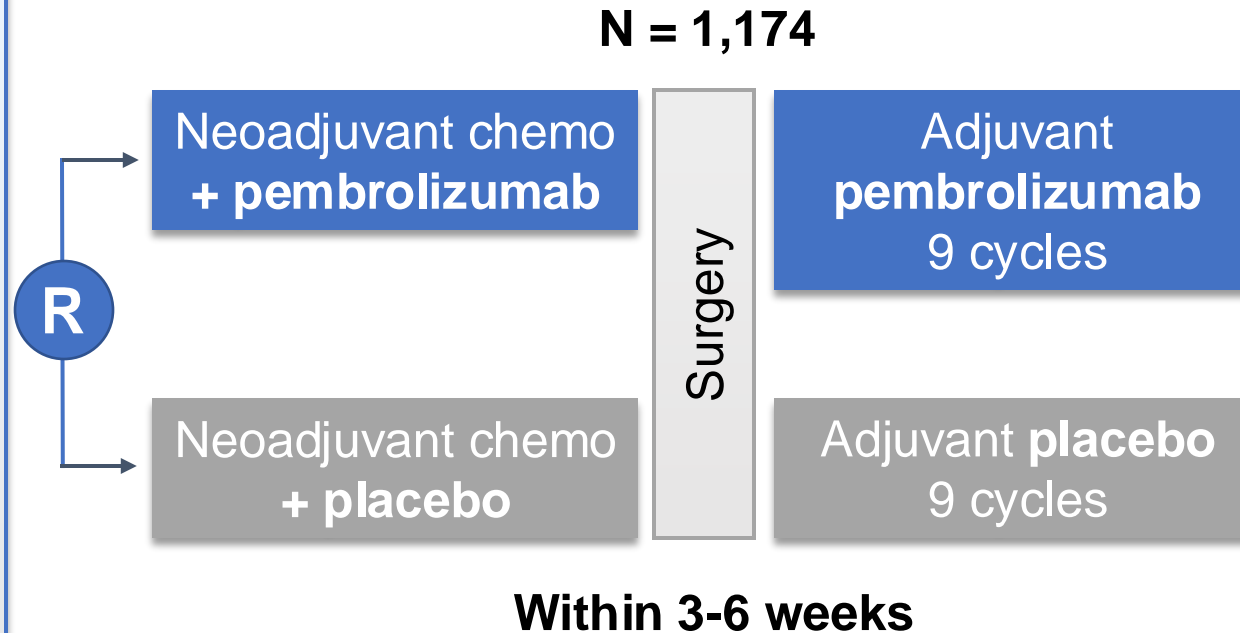 N = 1,174
Neoadjuvant chemo
+ pembrolizumab
Surgery
Adjuvant
pembrolizumab
9 cycles
R
Neoadjuvant chemo
+ placebo
Adjuvant placebo
9 cycles
Within 3-6 weeks